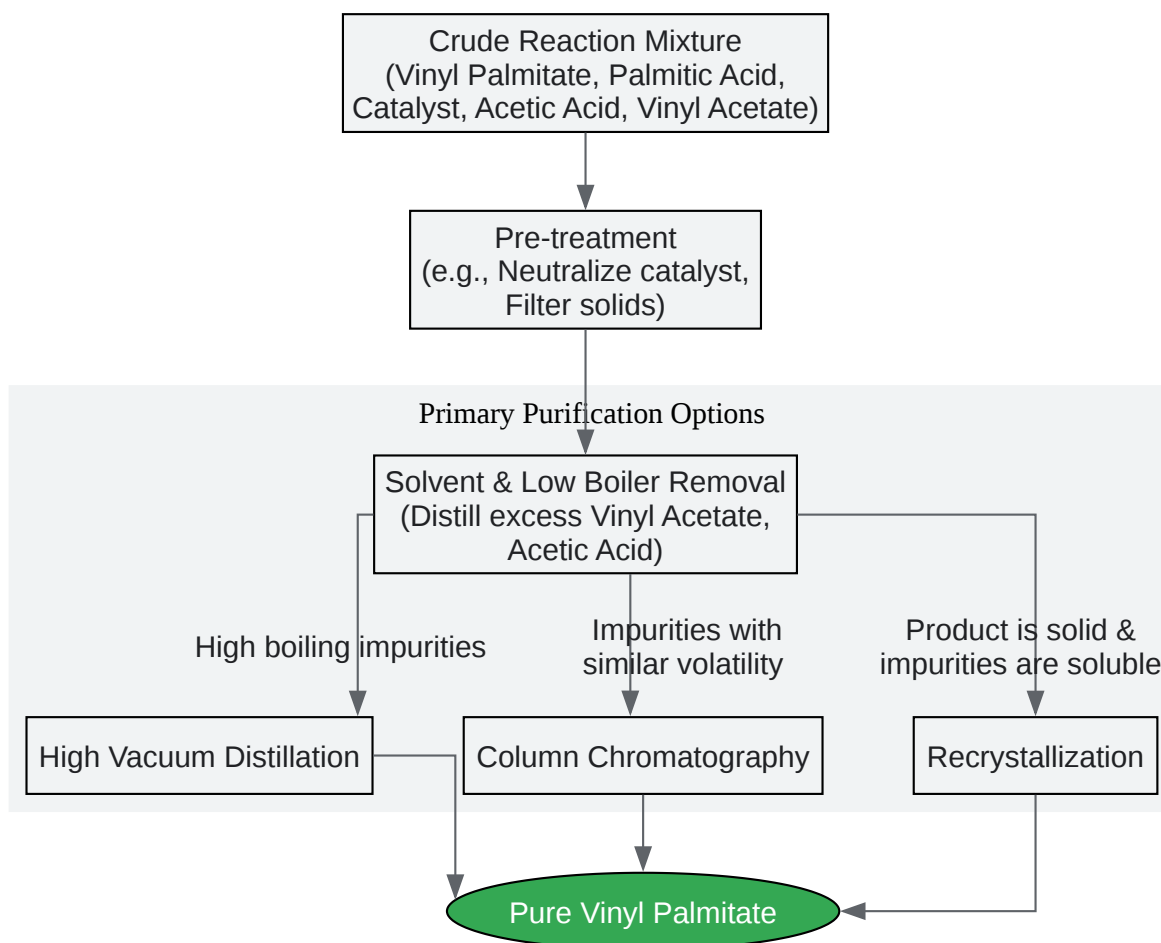 Crude Reaction Mixture
(Vinyl Palmitate, Palmitic Acid,
Catalyst, Acetic Acid, Vinyl Acetate)
Pre-treatment
(e.g., Neutralize catalyst,
Filter solids)
Primary Purification Options
Solvent & Low Boiler Removal
(Distill excess Vinyl Acetate,
Acetic Acid)
High boiling impurities
Impurities with
similar volatility
Product is solid &
impurities are soluble
High Vacuum Distillation
Column Chromatography
Recrystallization
Pure Vinyl Palmitate